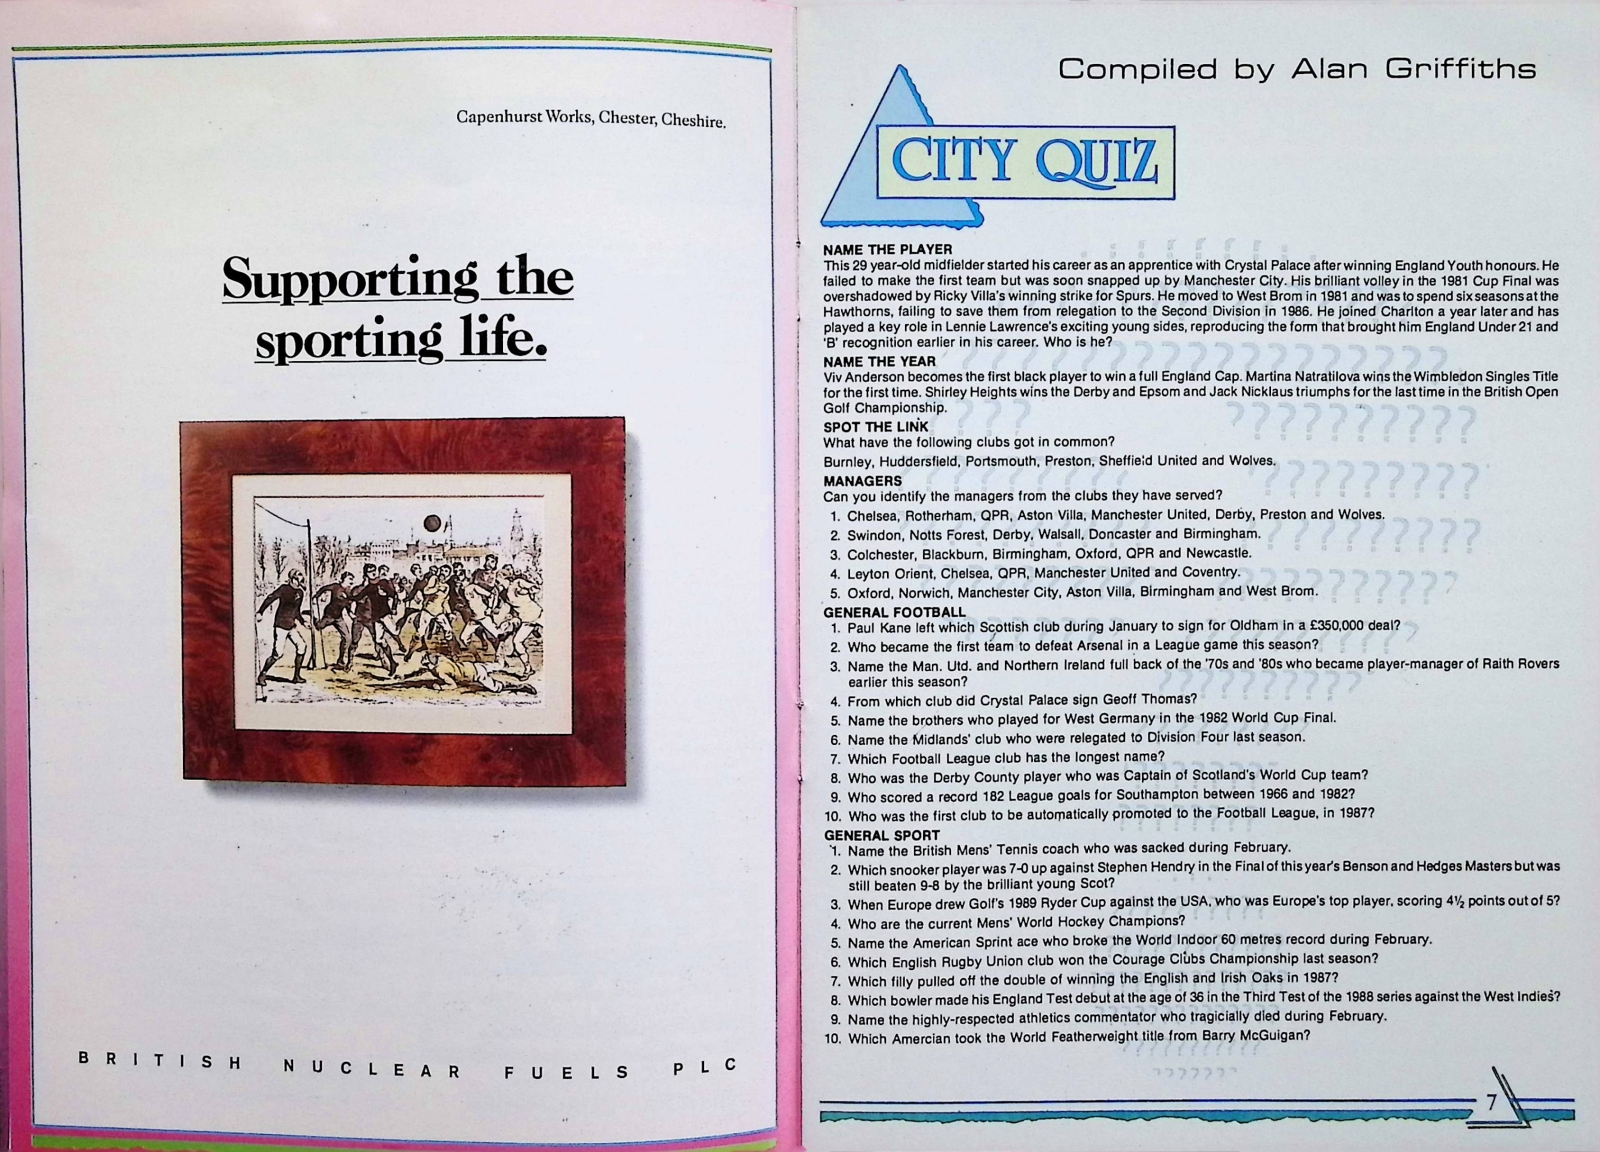 Capenhurst Works, Chester, Cheshire.
Supporting the
sporting life.
BRITISH NUCLEAR FUELS PLC
Compiled by Alan Griffiths
CITY QUIZ
NAME THE PLAYER
This 29 year-old midfielder started his career as an apprentice with Crystal Palace after winning England Youth honours. He
failed to make the first team but was soon snapped up by Manchester City. His brilliant volley in the 1981 Cup Final was
overshadowed by Ricky Villa's winning strike for Spurs. He moved to West Brom in 1981 and was to spend six seasons at the
Hawthorns, failing to save them from relegation to the Second Division in 1986. He joined Charlton a year later and has
played a key role in Lennie Lawrence's exciting young sides, reproducing the form that brought him England Under 21 and
'B' recognition earlier in his career. Who is he?
NAME THE YEAR
Viv Anderson becomes the first black player to win a full England Cap. Martina Natratilova wins the Wimbledon Singles Title
for the first time. Shirley Heights wins the Derby and Epsom and Jack Nicklaus triumphs for the last time in the British Open
Golf Championship.
SPOT THE LINK
What have the following clubs got in common?
Burnley, Huddersfield, Portsmouth, Preston, Sheffield United and Wolves.
MANAGERS
Can you identify the managers from the clubs they have served?
1. Chelsea, Rotherham, QPR, Aston Villa, Manchester United, Derby, Preston and Wolves.
2. Swindon, Notts Forest, Derby, Walsall, Doncaster and Birmingham.
3. Colchester, Blackburn, Birmingham, Oxford, QPR and Newcastle.
4. Leyton Orient, Chelsea, QPR, Manchester United and Coventry.
5. Oxford, Norwich, Manchester City, Aston Villa, Birmingham and West Brom.
GENERAL FOOTBALL
1. Paul Kane left which Scottish club during January to sign for Oldham in a £350,000 deal?
2. Who became the first team to defeat Arsenal in a League game this season?
3. Name the Man. Utd. and Northern Ireland full back of the '70s and '80s who became player-manager of Raith Rovers
earlier this season?
4. From which club did Crystal Palace sign Geoff Thomas?
5. Name the brothers who played for West Germany in the 1982 World Cup Final.
6. Name the Midlands' club who were relegated to Division Four last season.
7. Which Football League club has the longest name?
8. Who was the Derby County player who was Captain of Scotland's World Cup team?
9. Who scored a record 182 League goals for Southampton between 1966 and 1982?
10. Who was the first club to be automatically promoted to the Football League, in 1987?
GENERAL SPORT
1. Name the British Mens' Tennis coach who was sacked during February.
2. Which snooker player was 7-0 up against Stephen Hendry in the Final of this year's Benson and Hedges Masters but was
still beaten 9-8 by the brilliant young Scot?
3. When Europe drew Golf's 1989 Ryder Cup against the USA, who was Europe's top player, scoring 4½ points out of 5?
4. Who are the current Mens' World Hockey Champions?
5. Name the American Sprint ace who broke the World Indoor 60 metres record during February.
6. Which English Rugby Union club won the Courage Clubs Championship last season?
7. Which filly pulled off the double of winning the English and Irish Oaks in 1987?
8. Which bowler made his England Test debut at the age of 36 in the Third Test of the 1988 series against the West Indies?
9. Name the highly-respected athletics commentator who tragicially died during February.
10. Which Amercian took the World Featherweight title from Barry McGuigan?
7